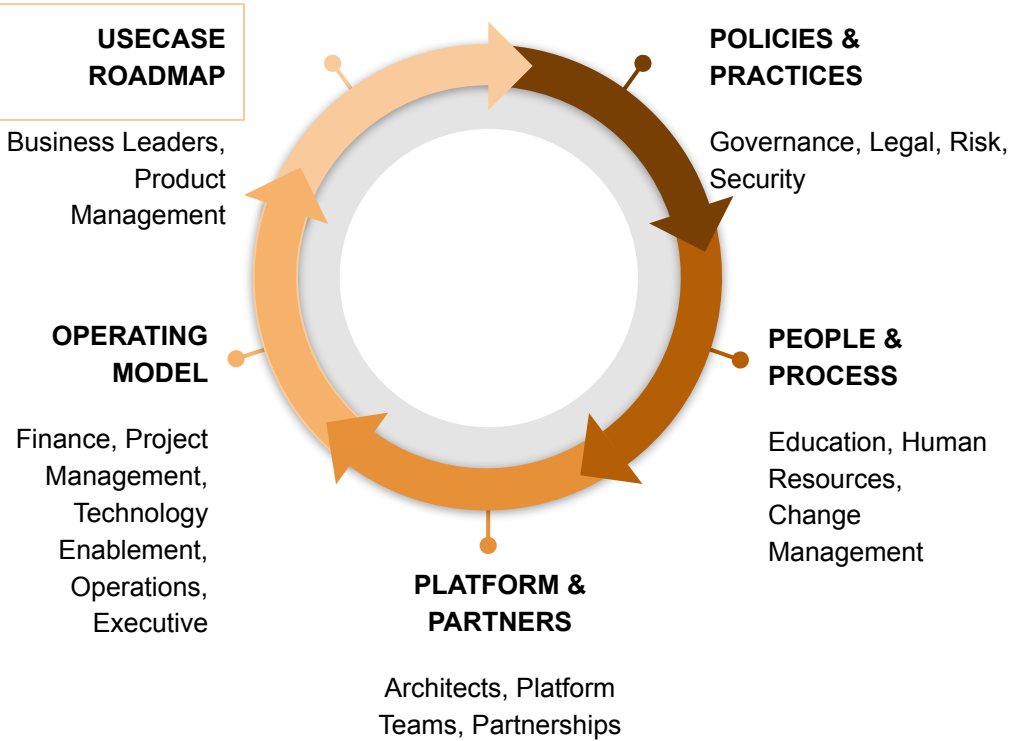 USECASE
ROADMAP
Business Leaders,
Product
Management
POLICIES &
PRACTICES
Governance, Legal, Risk,
Security
PEOPLE &
PROCESS
Education, Human
Resources,
Change
Management
PLATFORM &
PARTNERS
Architects, Platform
Teams, Partnerships
OPERATING
MODEL
Finance, Project
Management,
Technology
Enablement,
Operations,
Executive